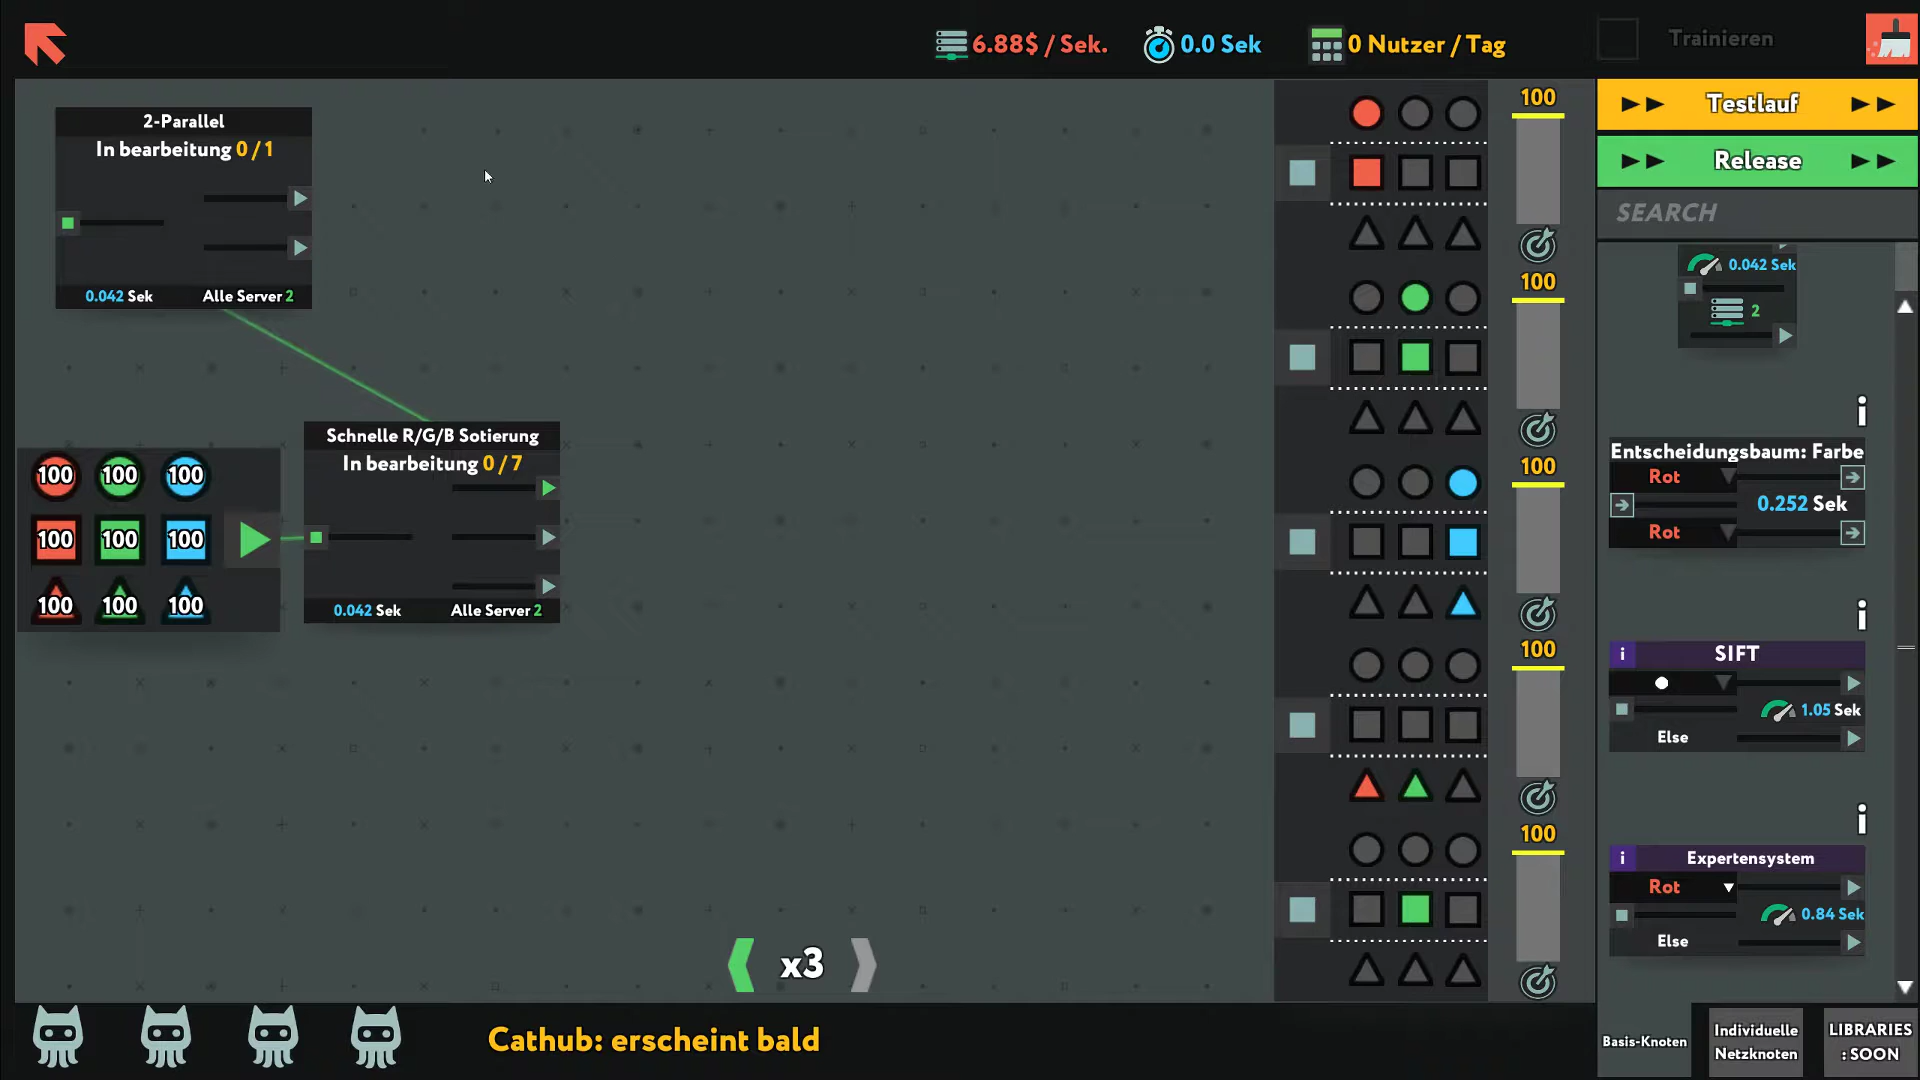 6.88$ / Sek.
0.0 Sek
0 Nutzer / Tag
Trainieren
2-Parallel
In bearbeitung 0 / 1
0.042 Sek
Alle Server 2
Schnelle R/G/B Sotierung
In bearbeitung 0 / 7
0.042 Sek
Alle Server 2
100
100
100
100
100
100
100
100
100
100
100
100
100
100
x3
Cathub: erscheint bald
Testlauf
Release
SEARCH
0.042 Sek
2
i
Entscheidungsbaum: Farbe
Rot
0.252 Sek
Rot
i
i
SIFT
1.05 Sek
Else
i
i
Expertensystem
Rot
0.84 Sek
Else
Basis-Knoten
Individuelle
Netzknoten
LIBRARIES
: SOON